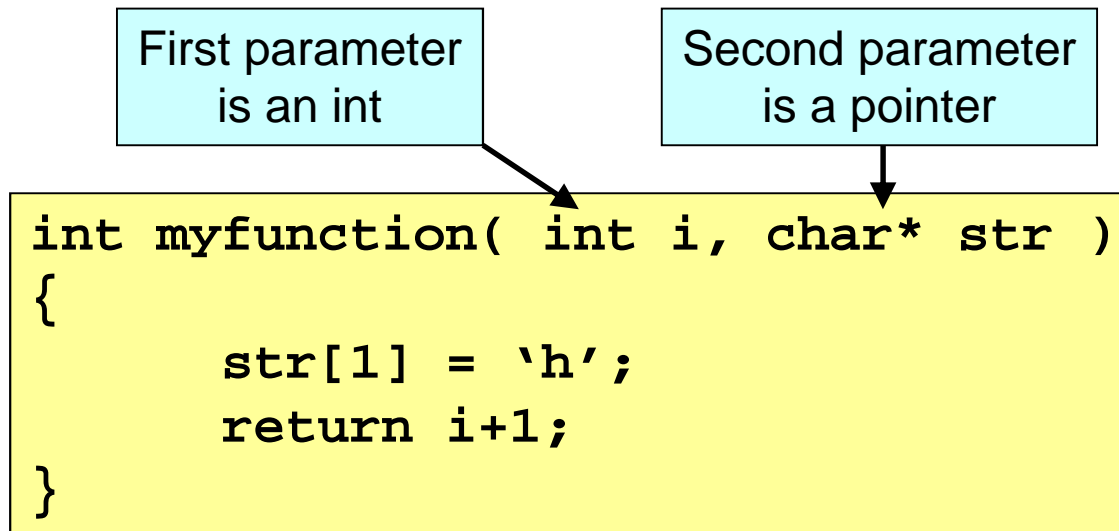 First parameter
is an int
Second parameter
is a pointer
int myfunction( int i, char* str )
{
str[1] = ‘h’;
return i+1;
}